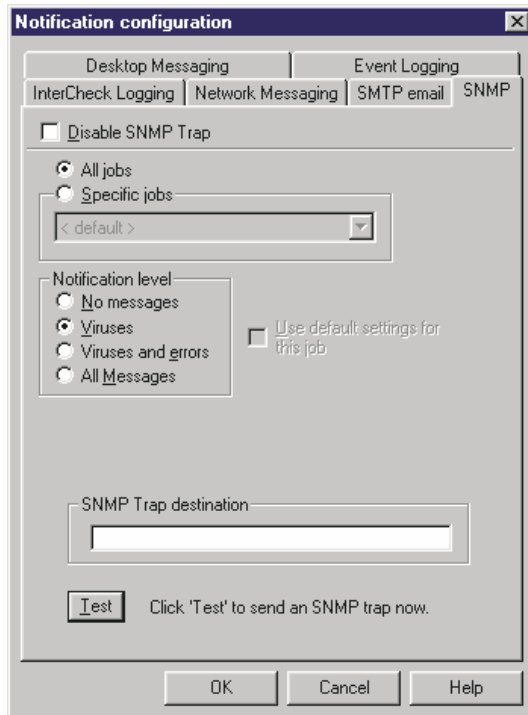 Notification configuration
Desktop Messaging
Event Logging
InterCheck Logging
Network Messaging
SMTP email
SNMP
Disable SNMP Trap
All jobs
Specific jobs
< default >
Notification level
No messages
Viruses
Viruses and errors
All Messages
Use default settings for
this job
SNMP Trap destination
Test
Click 'Test' to send an SNMP trap now.
OK
Cancel
Help